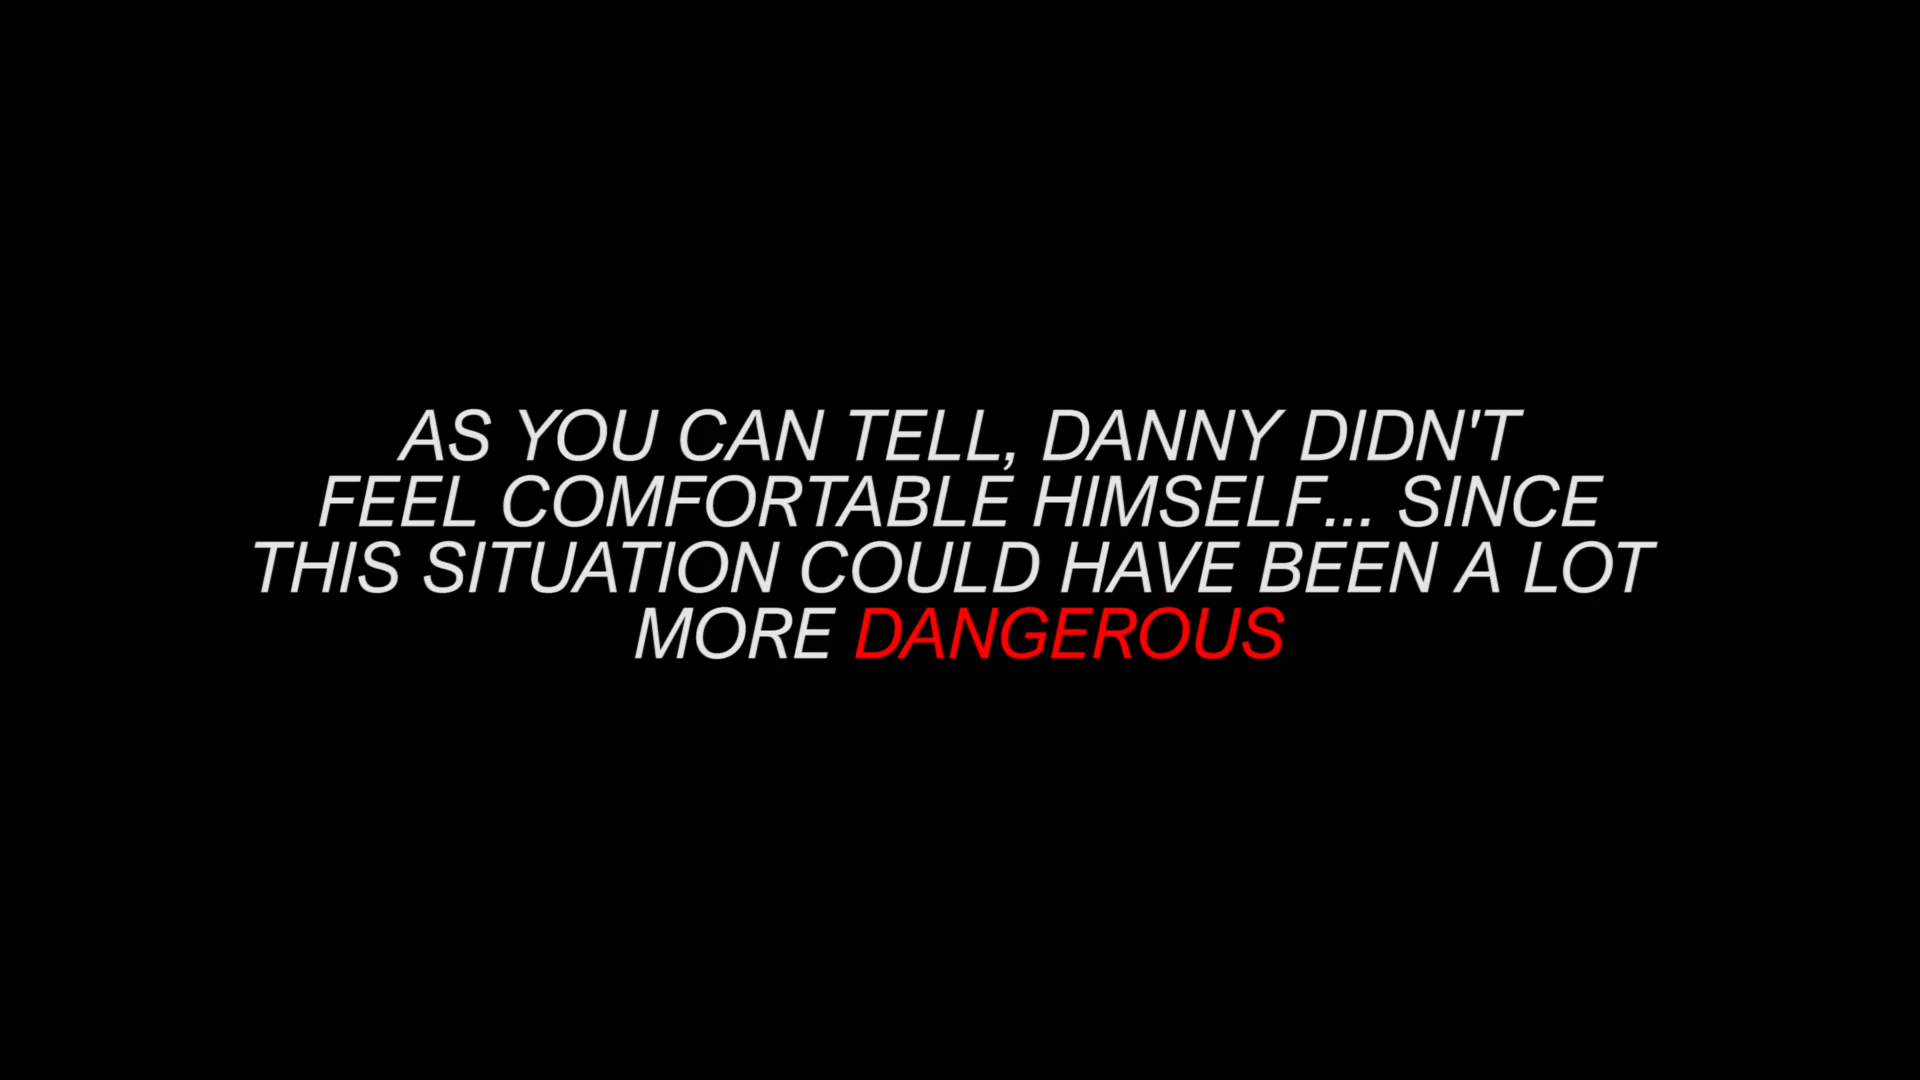 AS YOU CAN TELL, DANNY DIDN'T
FEEL COMFORTABLE HIMSELF... SINCE
THIS SITUATION COULD HAVE BEEN A LOT
MORE DANGEROUS